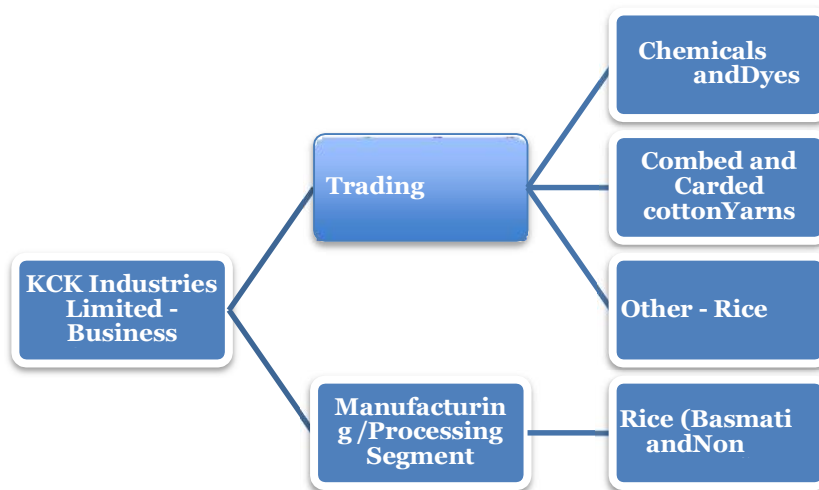 KCK Industries
Limited -
Business
Trading
Chemicals
andDyes
Combed and
Carded
cottonYarns
Other - Rice
Manufacturin
g /Processing
Segment
Rice (Basmati
andNon